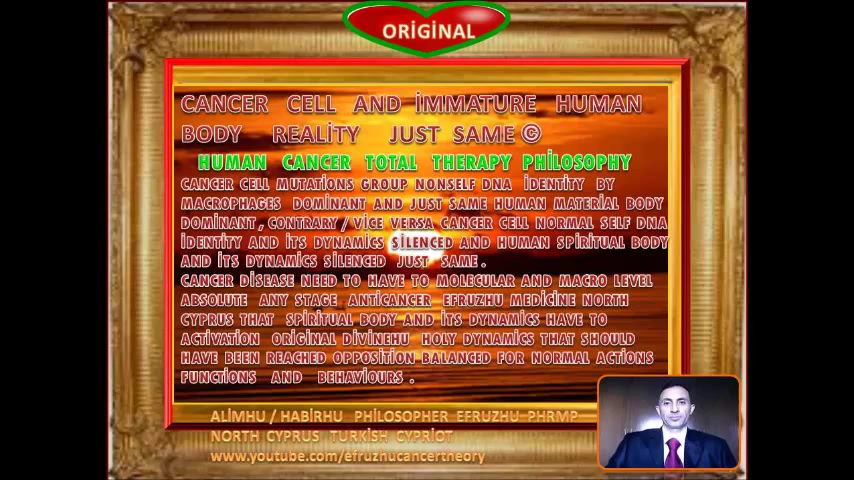 ORİGİNAL
CANCER CELL AND İMMATURE HUMAN
BODY REALİTY JUST SAME ©
HUMAN CANCER TOTAL THERAPY PHİLOSOPHY
CANCER CELL MUTATİONS GROUP NONSELF DNA İDENTİTY BY
MACROPHAGES DOMİNANT AND JUST SAME HUMAN MATERİAL BODY
DOMİNANT , CONTRARY / VİCE VERSA CANCER CELL NORMAL SELF DNA
İDENTİTY AND İTS DYNAMİCS SİLENCED AND HUMAN SPİRİTUAL BODY
AND İTS DYNAMİCS SİLENCED JUST SAME .
CANCER DİSEASE NEED TO HAVE TO MOLECULAR AND MACRO LEVEL
ABSOLUTE ANY STAGE ANTİCANCER EFRUZHU MEDİCİNE NORTH
CYPRUS THAT SPİRİTUAL BODY AND İTS DYNAMİCS HAVE TO
ACTİVATİON ORİGİNAL DİVİNEHU HOLY DYNAMİCS THAT SHOULD
HAVE BEEN REACHED OPPOSİTİON BALANCED FOR NORMAL ACTİONS
FUNCTİONS AND BEHAVİOURS .
ALİMHU / HABİRHU PHİLOSOPHER EFRUZHU PHRMP
NORTH CYPRUS TURKİSH CYPRİOT
www.youtube.com/efruzhucancertheory